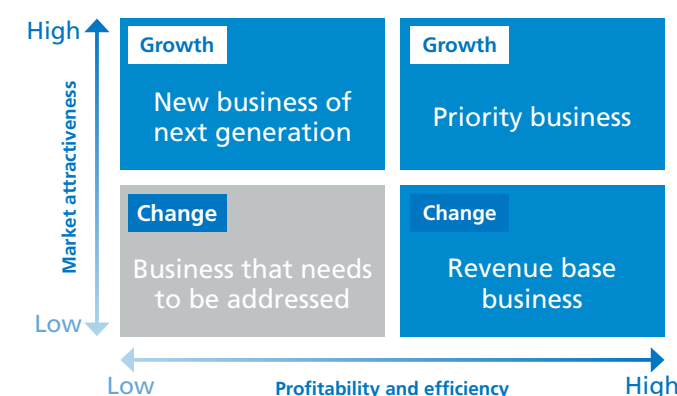 High
Growth
New business of
next generation
Growth
Priority business
Market attractiveness
Change
Business that needs
to be addressed
Change
Revenue base
business
Low
Low
Profitability and efficiency
High